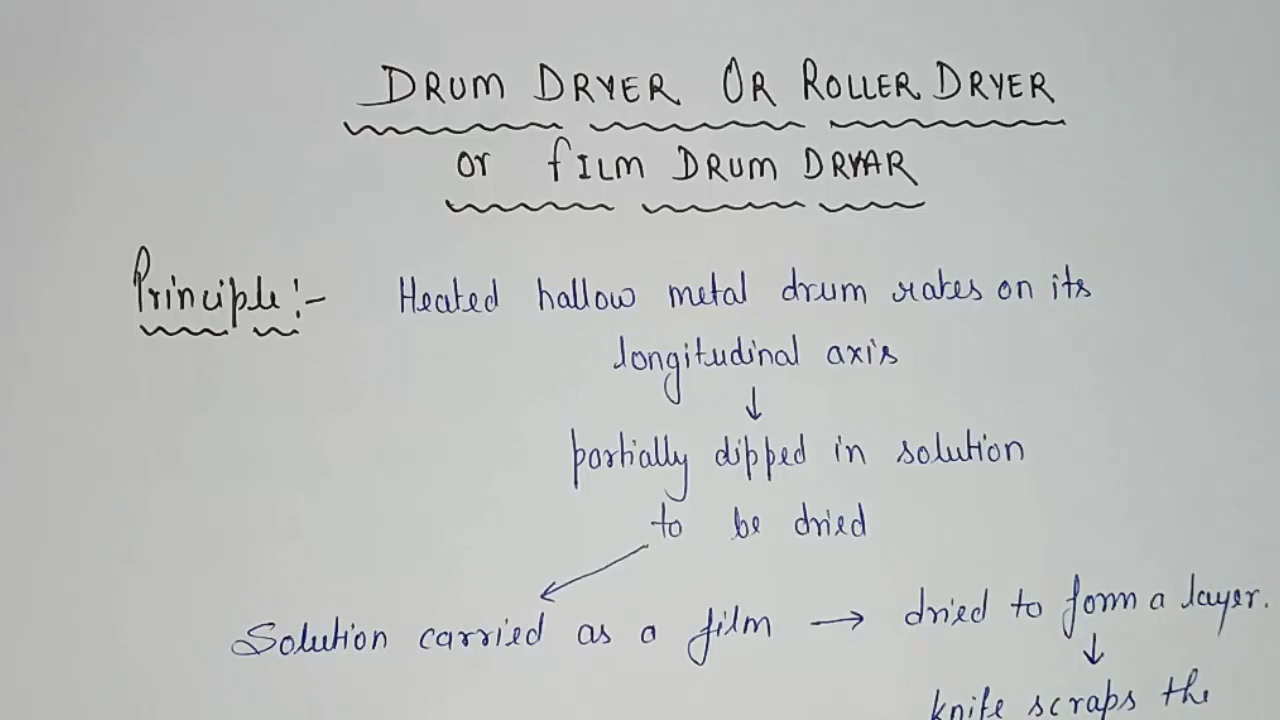 DRUM DRYER OR ROLLER DRYER
or fILM DRUM DRYAR
Principle:- Heated hallow metal drum rates on its
longitudinal axis
↓
partially dipped in solution
to be dried
Solution carried as a film → dried to form a layer.
↓
knife scraps the